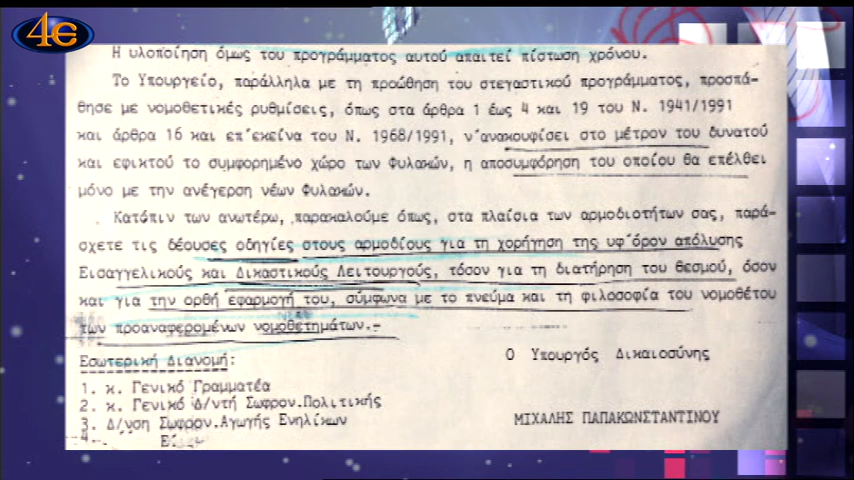 4Ε
Η υλοποίηση όμως του προγράμματος αυτού απαιτεί πίστωση χρόνου.
Το Υπουργείο, παράλληλα με τη προώθηση του στεγαστικού προγράμματος, προσπά-
θησε με νομοθετικές ρυθμίσεις, όπως στα άρθρα 1 έως 4 και 19 του Ν. 1941/1991
και άρθρα 16 και επ'εκείνα του Ν. 1968/1991, ν'ανακουφίσει στο μέτρον του δυνατού
και εφικτού το συμφορημένο χώρο των Φυλακών, η αποσυμφόρηση του οποίου θα επέλθει
μόνο με την ανέγερση νέων Φυλακών.
Κατόπιν των ανωτέρω, παρακαλούμε όπως, στα πλαίσια των αρμοδιοτήτων σας, παρά-
σχετε τις δέουσες οδηγίες στους αρμοδίους για τη χορήγηση της υφ'όρον απόλυσης
Εισαγγελικούς και Δικαστικούς Λειτουργούς, τόσον για τη διατήρηση του θεσμού, όσον
και για την ορθή εφαρμογή του, σύμφωνα με το πνεύμα και τη φιλοσοφία του νομοθέτου
των προαναφερομένων νομοθετημάτων.-
Εσωτερική Διανομή:
Ο Υπουργός Δικαιοσύνης
1. κ. Γενικό Γραμματέα
2. κ. Γενικό Δ/ντή Σωφρον.Πολιτικής
3. Δ/νση Σωφρον.Αγωγής Ενηλίκων
ΜΙΧΑΛΗΣ ΠΑΠΑΚΩΝΣΤΑΝΤΙΝΟΥ
4.